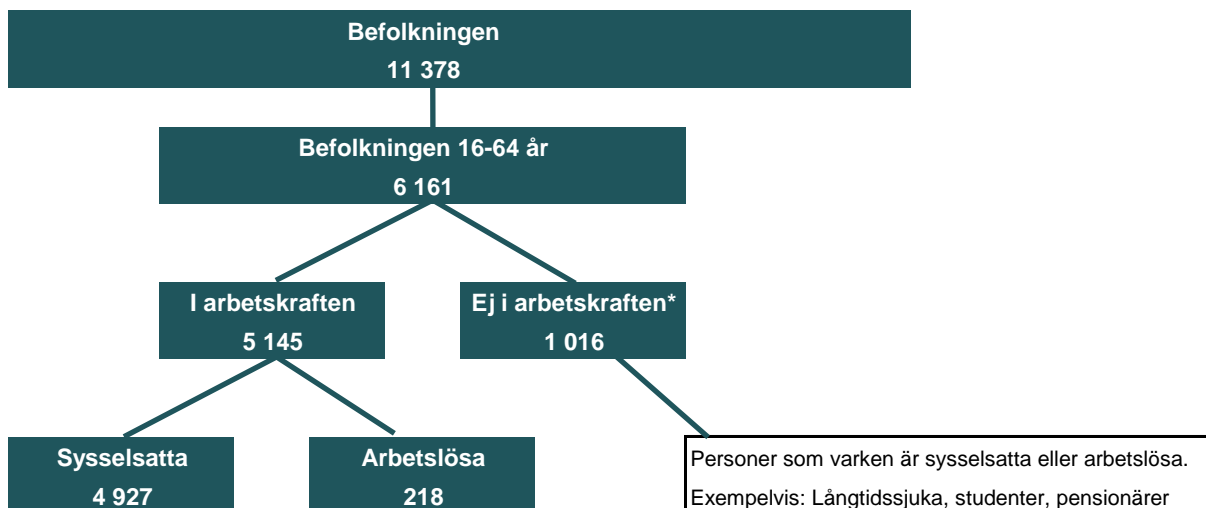 Befolkningen
11 378
Befolkningen 16-64 år
6 161
I arbetskraften
5 145
Ej i arbetskraften*
1 016
Sysselsatta
4 927
Arbetslösa
218
Personer som varken är sysselsatta eller arbetslösa.
Exempelvis: Långtidssjuka, studenter, pensionärer